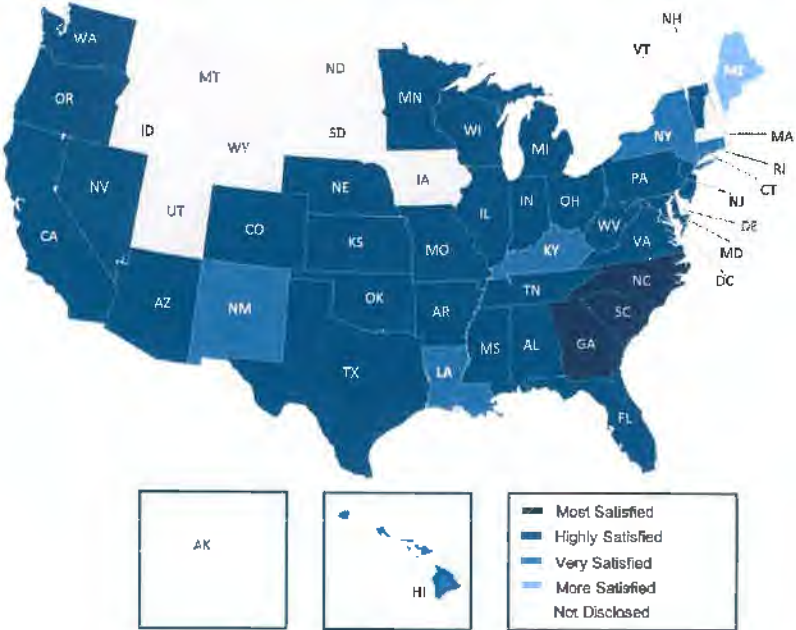 NH
WA
VT
ME
MT
ND
OR
MN
ID
SD
WI
NY
MA
WY
MI
RI
CT
IA
NE
PA
NV
NJ
UT
IL
IN
OH
CO
WV
DE
CA
KS
MO
VA
KY
MD
NC
DC
TN
AZ
OK
NM
AR
SC
MS
AL
GA
TX
LA
FL
AK
HI
Most Satisfied
Highly Satisfied
Very Satisfied
More Satisfied
Not Disclosed